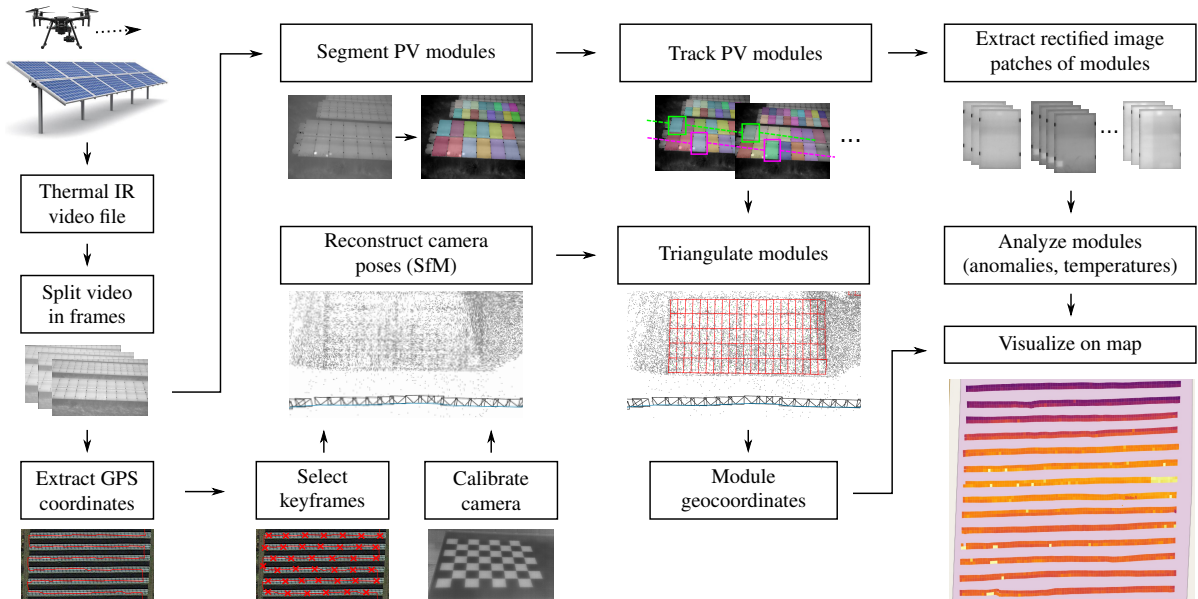 Segment PV modules
Track PV modules
Extract rectified image
patches of modules
...
...
Thermal IR
video file
Reconstruct camera
poses (SfM)
Triangulate modules
Analyze modules
(anomalies, temperatures)
Split video
in frames
Visualize on map
Extract GPS
coordinates
Select
keyframes
Calibrate
camera
Module
geocoordinates